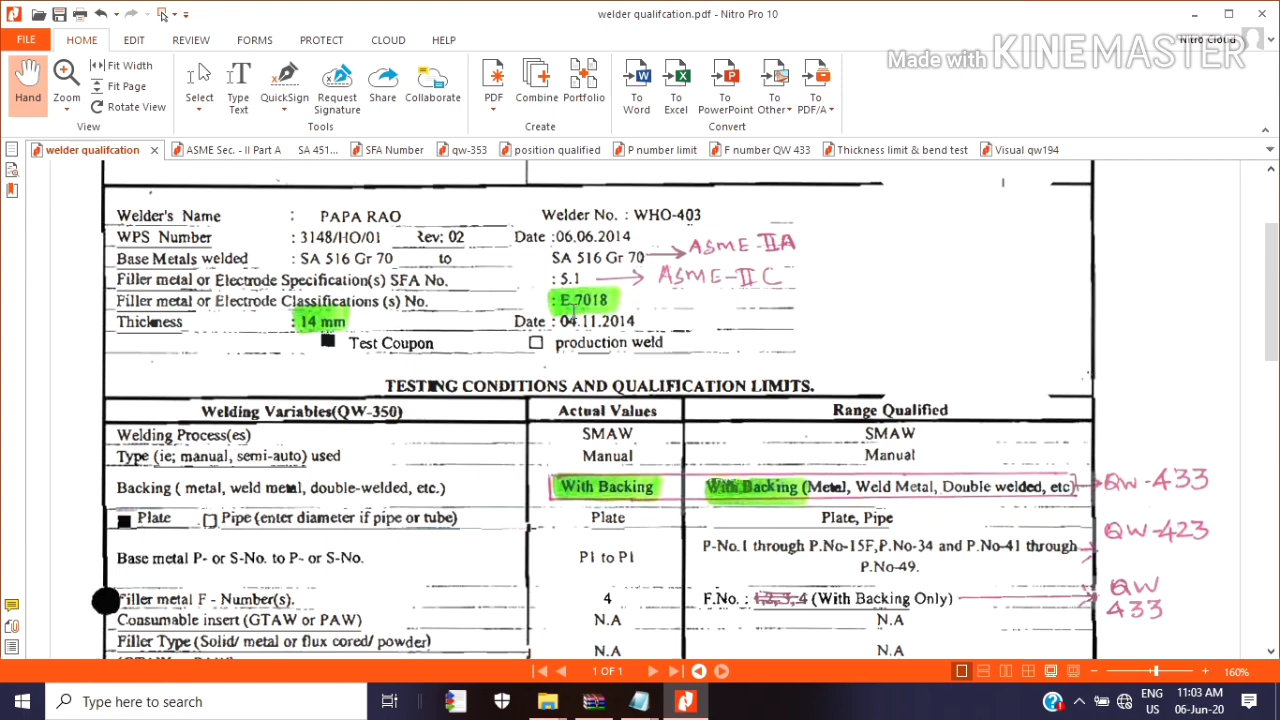 welder qualifcation.pdf - Nitro Pro 10
FILE HOME EDIT REVIEW FORMS PROTECT CLOUD HELP
Nitro Cloud
Made with KINEMASTER
Hand Zoom Fit Width Fit Page Rotate View
View
Select Type Text QuickSign Request Signature Share Collaborate
Tools
PDF Combine Portfolio
Create
To Word To Excel To PowerPoint To Other To PDF/A
Convert
welder qualifcation ASME Sec. - II Part A SA 451... SFA Number qw-353 position qualified P number limit F number QW 433 Thickness limit & bend test Visual qw194
Welder's Name : PAPA RAO Welder No. : WHO-403
WPS Number : 3148/HO/01 Rev: 02 Date :06.06.2014
Base Metals welded : SA 516 Gr 70 to SA 516 Gr 70 ASME-IIA
Filler metal or Electrode Specification(s) SFA No. : 5.1 ASME-II C
Filler metal or Electrode Classifications (s) No. : E 7018
Thickness : 14 mm Date : 04.11.2014
Test Coupon production weld
TESTING CONDITIONS AND QUALIFICATION LIMITS.
Welding Variables(QW-350) Actual Values Range Qualified
Welding Process(es) SMAW SMAW
Type (ie; manual, semi-auto) used Manual Manual
Backing ( metal, weld metal, double-welded, etc.) With Backing With Backing (Metal, Weld Metal, Double welded, etc) QW-433
Plate Pipe (enter diameter if pipe or tube) Plate Plate, Pipe
QW-423
Base metal P- or S-No. to P- or S-No. P1 to P1 P-No.1 through P.No-15F,P.No-34 and P.No-41 through P.No-49.
Filler metal F - Number(s). 4 F.No. : 1,2,3,4 (With Backing Only) QW 433
Consumable insert (GTAW or PAW) N.A N.A
Filler Type (Solid/ metal or flux cored/ powder) N.A N.A
1 OF 1
160%
Type here to search
ENG US
11:03 AM
06-Jun-20